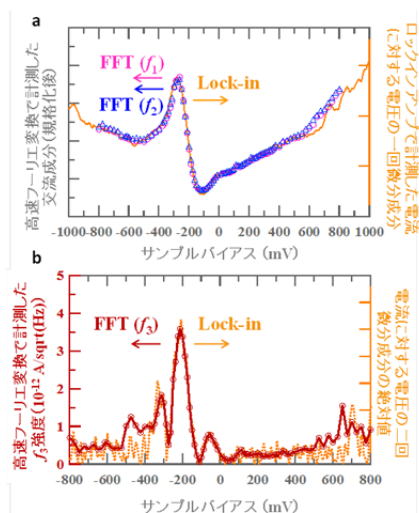 a
高速フーリエ変換で計測した
交流成分(規格化後)
FFT (f₁)
FFT (f₂)
Lock-in
ロックインアンプで計測した電流
に対する電圧の一回微分成分
-1000 -800 -600 -400 -200 0 200 400 600 800 1000
サンプルバイアス (mV)
b
高速フーリエ変換で計測した
f₃強度 (10⁻¹² A/sqrt(Hz))
5
4
3
2
1
0
FFT (f₃)
Lock-in
電流に対する電圧の二回
微分成分の絶対値
-800 -600 -400 -200 0 200 400 600 800
サンプルバイアス (mV)